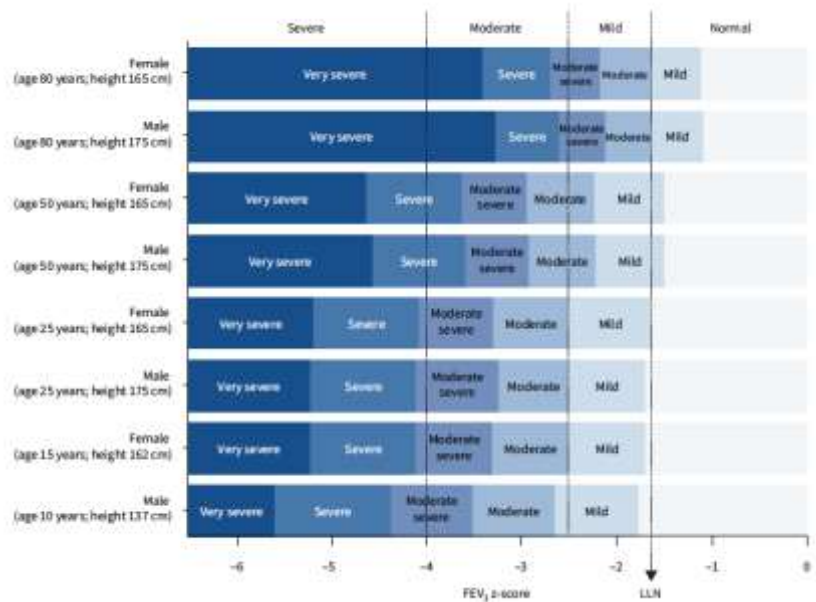 Severe Moderate Mild Normal
Female
(age 80 years; height 165 cm)
Very severe Severe Moderate severe Moderate Mild
Male
(age 80 years; height 175 cm)
Very severe Severe Moderate severe Moderate Mild
Female
(age 50 years; height 165 cm)
Very severe Severe Moderate severe Moderate Mild
Male
(age 50 years; height 175 cm)
Very severe Severe Moderate severe Moderate Mild
Female
(age 25 years; height 165 cm)
Very severe Severe Moderate severe Moderate Mild
Male
(age 25 years; height 175 cm)
Very severe Severe Moderate severe Moderate Mild
Female
(age 15 years; height 162 cm)
Very severe Severe Moderate severe Moderate Mild
Male
(age 10 years; height 137 cm)
Very severe Severe Moderate severe Moderate Mild
–6 –5 –4 –3 –2 –1 0
FEV₁ z-score LLN